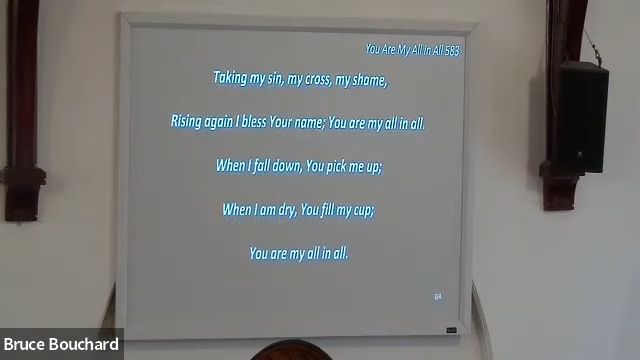 You Are My All in All 583
Taking my sin, my cross, my shame,
Rising again I bless Your name; You are my all in all.
When I fall down, You pick me up;
When I am dry, You fill my cup;
You are my all in all.
3/4
Bruce Bouchard